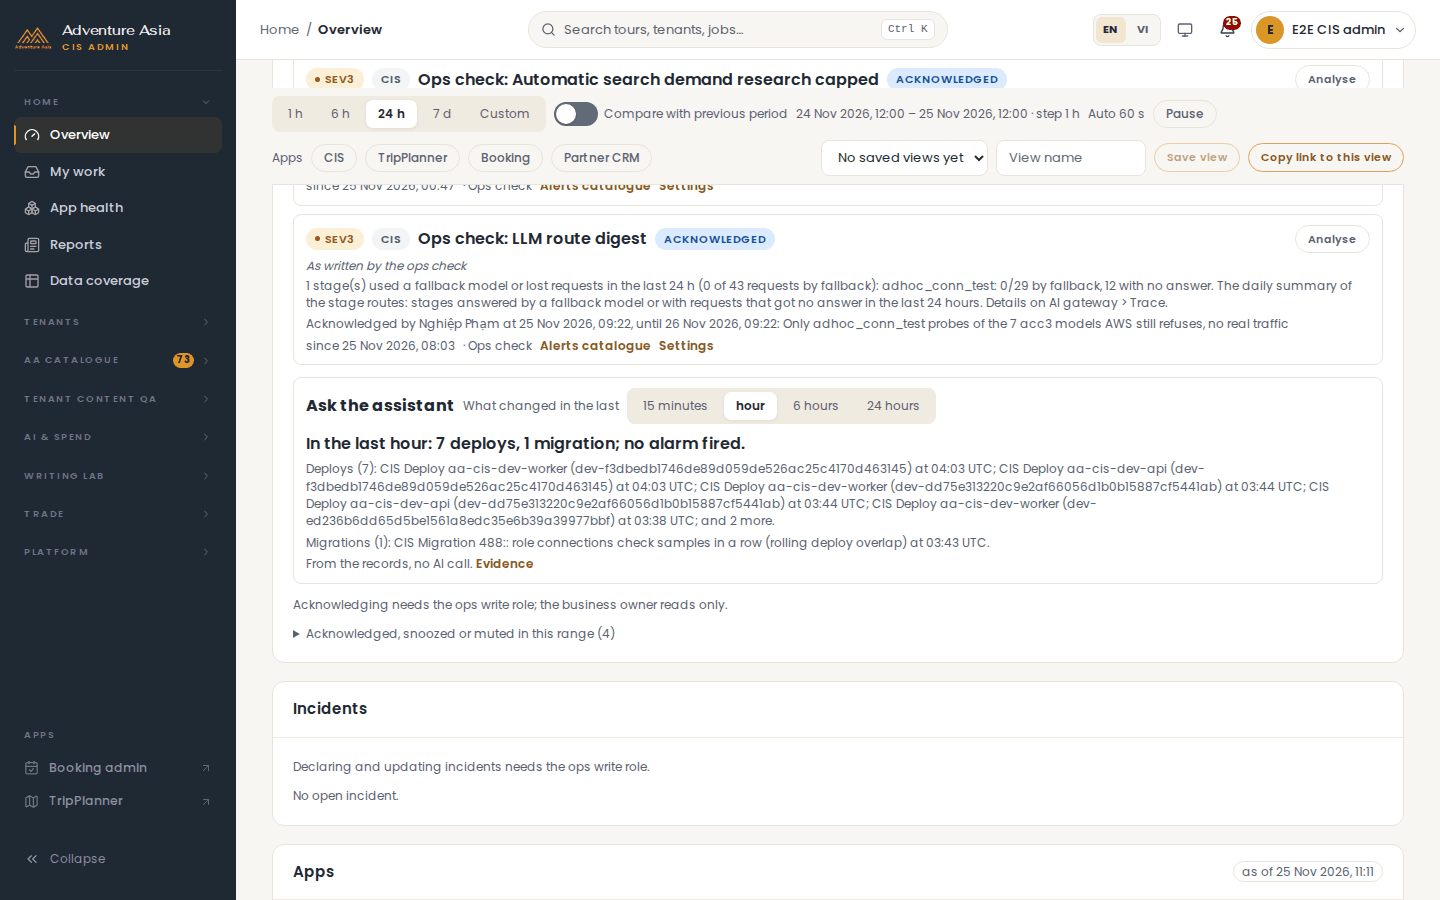 Adventure Asia
CIS ADMIN
Adventure Asia
HOME
Overview
My work
App health
Reports
Data coverage
TENANTS
AA CATALOGUE 73
TENANT CONTENT QA
AI & SPEND
WRITING LAB
TRADE
PLATFORM
APPS
Booking admin
TripPlanner
Collapse
Home / Overview
Search tours, tenants, jobs... Ctrl K
EN VI
25
E E2E CIS admin
SEV3 CIS Ops check: Automatic search demand research capped ACKNOWLEDGED Analyse
1 h 6 h 24 h 7 d Custom Compare with previous period 24 Nov 2026, 12:00 – 25 Nov 2026, 12:00 · step 1 h Auto 60 s Pause
Apps CIS TripPlanner Booking Partner CRM No saved views yet View name Save view Copy link to this view
since 25 Nov 2026, 00:47 · Ops check Alerts catalogue Settings
SEV3 CIS Ops check: LLM route digest ACKNOWLEDGED Analyse
As written by the ops check
1 stage(s) used a fallback model or lost requests in the last 24 h (0 of 43 requests by fallback): adhoc_conn_test: 0/29 by fallback, 12 with no answer. The daily summary of
the stage routes: stages answered by a fallback model or with requests that got no answer in the last 24 hours. Details on AI gateway > Trace.
Acknowledged by Nghiệp Phạm at 25 Nov 2026, 09:22, until 26 Nov 2026, 09:22: Only adhoc_conn_test probes of the 7 acc3 models AWS still refuses, no real traffic
since 25 Nov 2026, 08:03 · Ops check Alerts catalogue Settings
Ask the assistant What changed in the last 15 minutes hour 6 hours 24 hours
In the last hour: 7 deploys, 1 migration; no alarm fired.
Deploys (7): CIS Deploy aa-cis-dev-worker (dev-f3dbedb1746de89d059de526ac25c4170d463145) at 04:03 UTC; CIS Deploy aa-cis-dev-api (dev-
f3dbedb1746de89d059de526ac25c4170d463145) at 04:03 UTC; CIS Deploy aa-cis-dev-worker (dev-dd75e313220c9e2af66056d1b0b15887cf5441ab) at 03:44 UTC; CIS
Deploy aa-cis-dev-api (dev-dd75e313220c9e2af66056d1b0b15887cf5441ab) at 03:44 UTC; CIS Deploy aa-cis-dev-worker (dev-
ed236b6dd65d5be1561a8edc35e6b39a39977bbf) at 03:38 UTC; and 2 more.
Migrations (1): CIS Migration 488:: role connections check samples in a row (rolling deploy overlap) at 03:43 UTC.
From the records, no AI call. Evidence
Acknowledging needs the ops write role; the business owner reads only.
Acknowledged, snoozed or muted in this range (4)
Incidents
Declaring and updating incidents needs the ops write role.
No open incident.
Apps as of 25 Nov 2026, 11:11